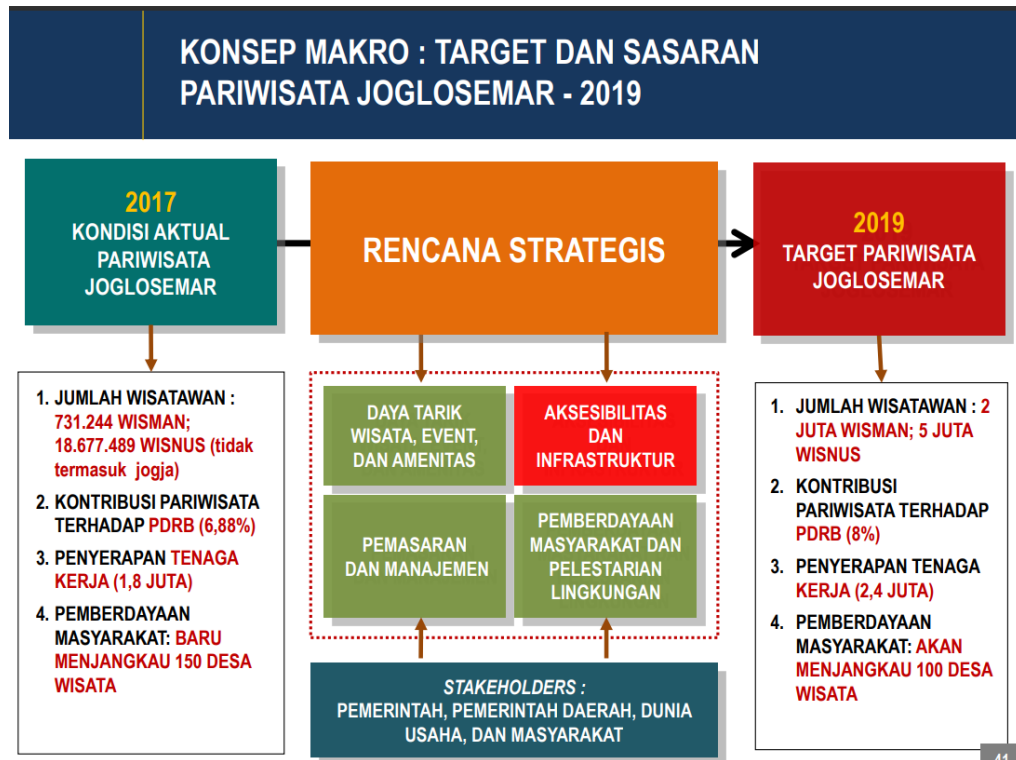 KONSEP MAKRO : TARGET DAN SASARAN
PARIWISATA JOGLOSEMAR - 2019
2017
KONDISI AKTUAL
PARIWISATA
JOGLOSEMAR
RENCANA STRATEGIS
2019
TARGET PARIWISATA
JOGLOSEMAR
1. JUMLAH WISATAWAN :
731.244 WISMAN;
18.677.489 WISNUS (tidak
termasuk jogja)
2. KONTRIBUSI PARIWISATA
TERHADAP PDRB (6,88%)
3. PENYERAPAN TENAGA
KERJA (1,8 JUTA)
4. PEMBERDAYAAN
MASYARAKAT: BARU
MENJANGKAU 150 DESA
WISATA
DAYA TARIK
WISATA, EVENT,
DAN AMENITAS
AKSESIBILITAS
DAN
INFRASTRUKTUR
PEMASARAN
DAN MANAJEMEN
PEMBERDAYAAN
MASYARAKAT DAN
PELESTARIAN
LINGKUNGAN
STAKEHOLDERS :
PEMERINTAH, PEMERINTAH DAERAH, DUNIA
USAHA, DAN MASYARAKAT
1. JUMLAH WISATAWAN : 2
JUTA WISMAN; 5 JUTA
WISNUS
2. KONTRIBUSI
PARIWISATA TERHADAP
PDRB (8%)
3. PENYERAPAN TENAGA
KERJA (2,4 JUTA)
4. PEMBERDAYAAN
MASYARAKAT: AKAN
MENJANGKAU 100 DESA
WISATA
41